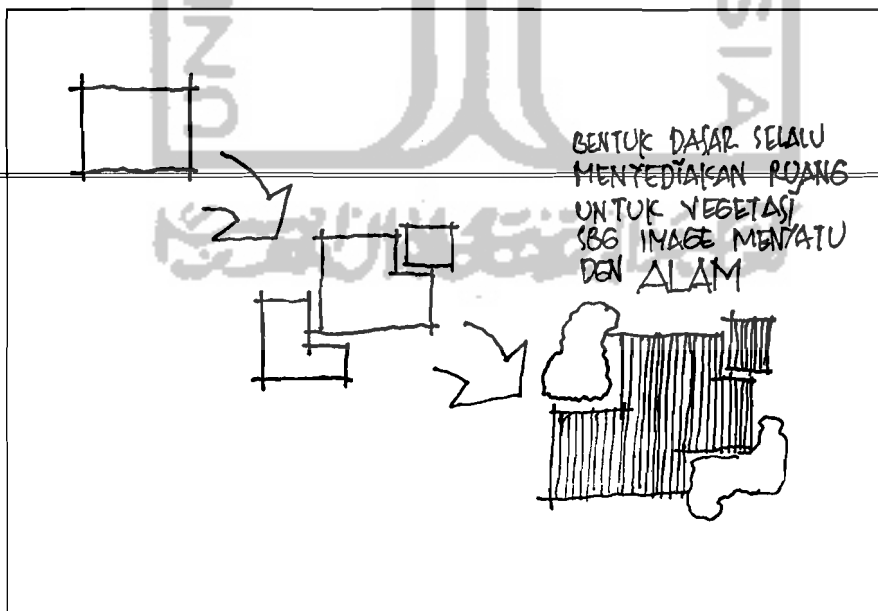 BENTUK DASAR SELALU
MENYEDIAKAN RUANG
UNTUK VEGETASI
SBG IMAGE MENYATU
DGN ALAM